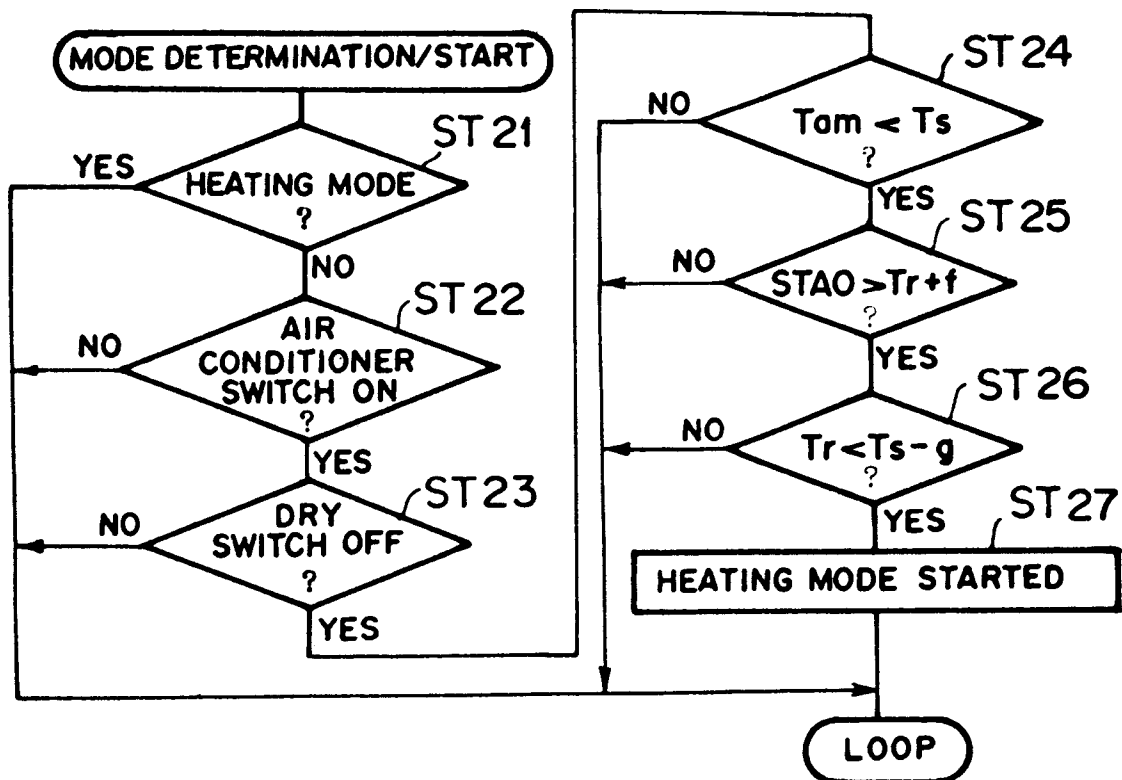 MODE DETERMINATION/START
ST21
YES
HEATING MODE
?
NO
ST22
NO
AIR
CONDITIONER
SWITCH ON
?
YES
ST23
NO
DRY
SWITCH OFF
?
YES
ST24
NO
Tam < Ts
?
YES
ST25
NO
STAO>Tr+f
?
YES
ST26
NO
Tr<Ts-g
?
YES
ST27
HEATING MODE STARTED
LOOP